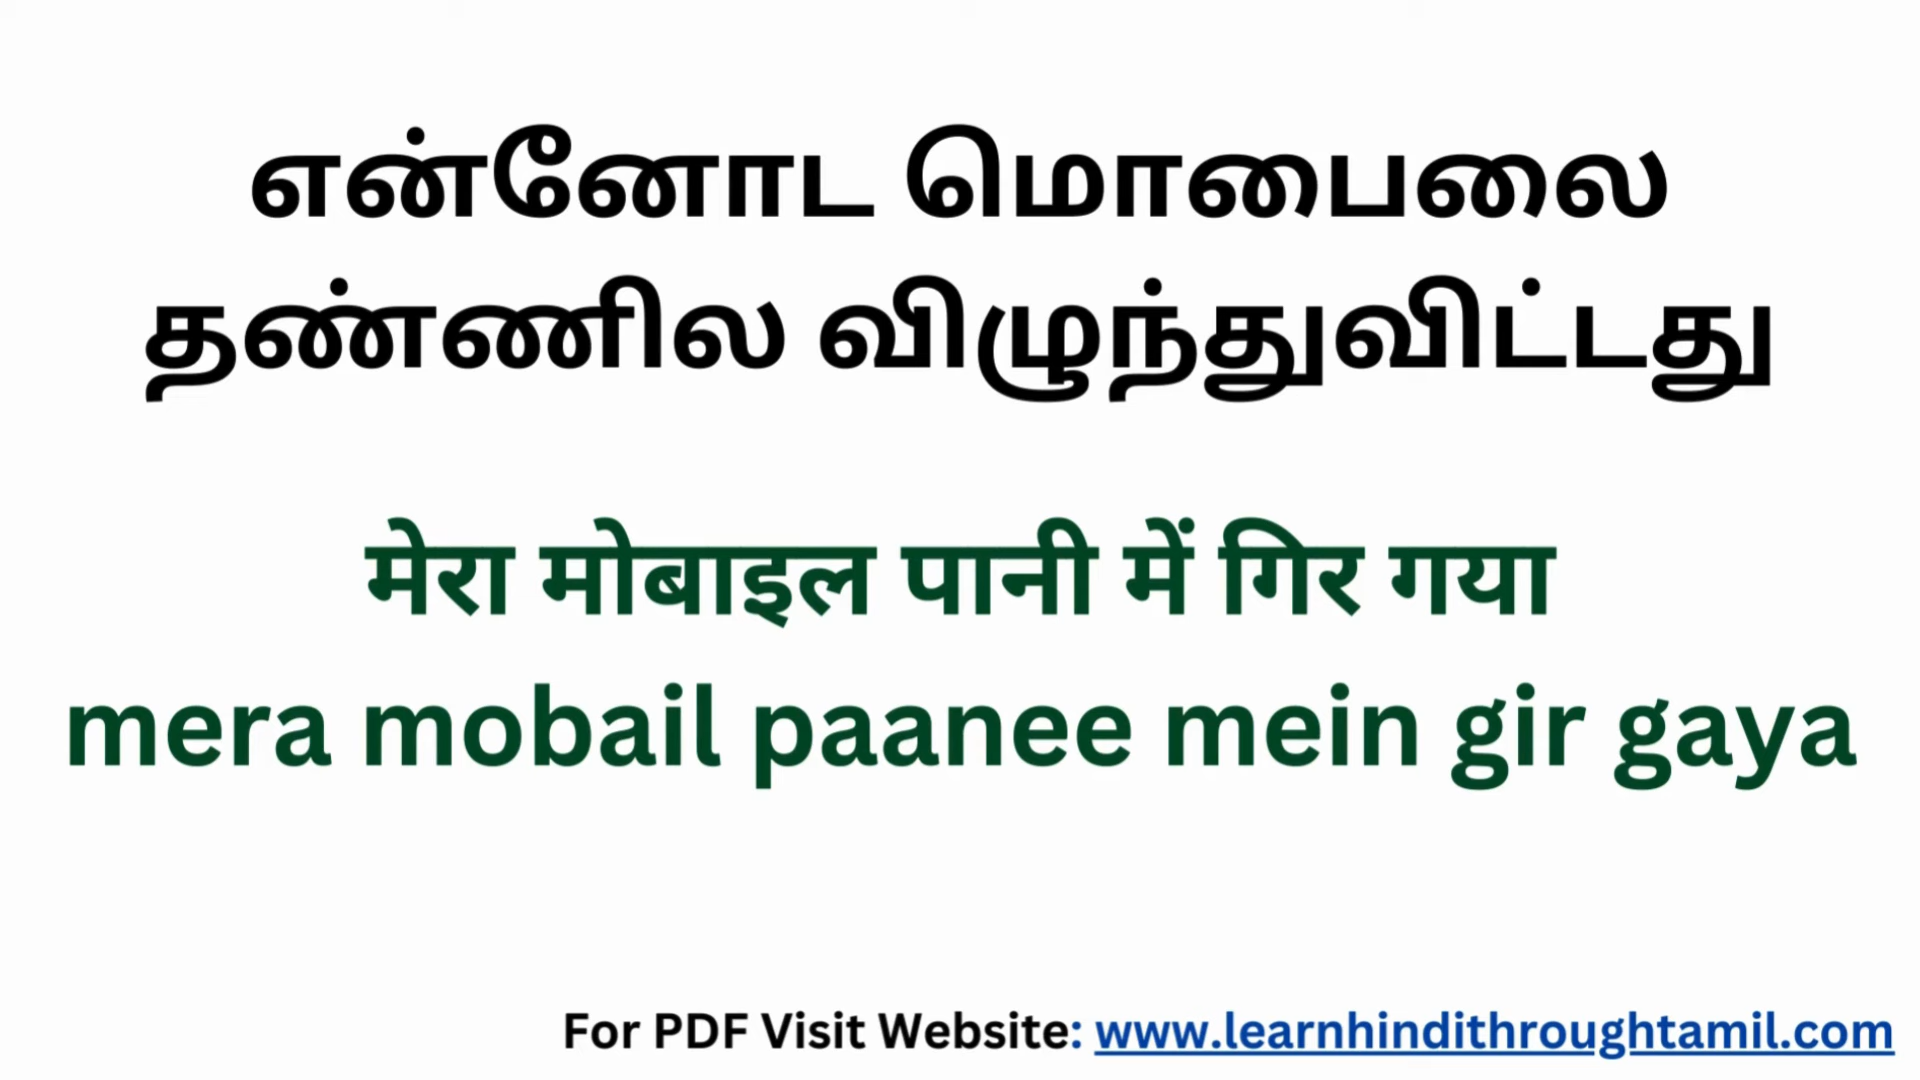 என்னோட மொபைலை
தண்ணில விழுந்துவிட்டது
मेरा मोबाइल पानी में गिर गया
mera mobail paanee mein gir gaya
For PDF Visit Website: www.learnhindithroughtamil.com